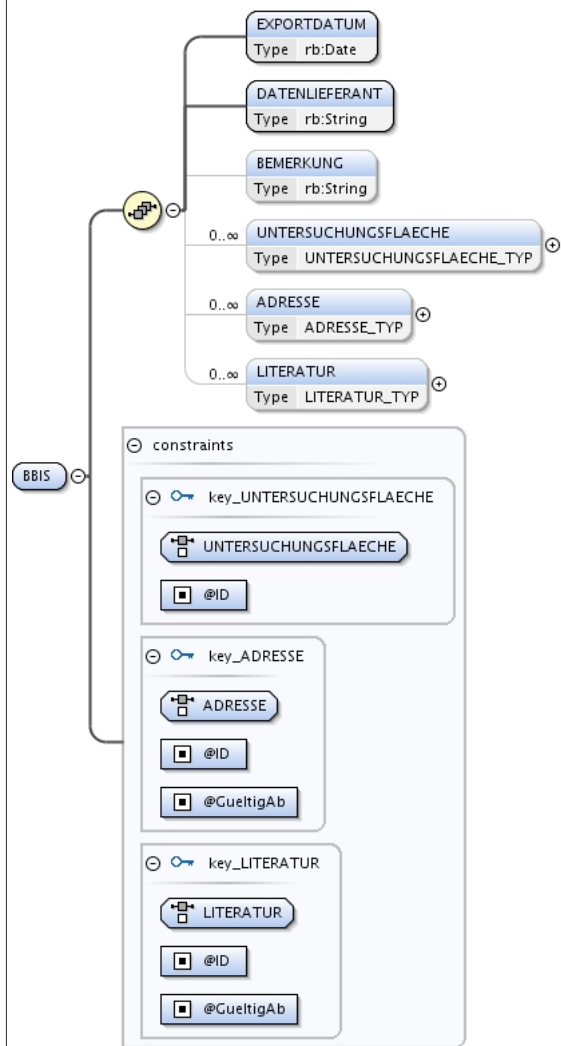 EXPORTDATUM
Type rb:Date
DATENLIEFERANT
Type rb:String
BEMERKUNG
Type rb:String
0..∞ UNTERSUCHUNGSFLAECHE
Type UNTERSUCHUNGSFLAECHE_TYP
0..∞ ADRESSE
Type ADRESSE_TYP
0..∞ LITERATUR
Type LITERATUR_TYP
BBIS
constraints
key_UNTERSUCHUNGSFLAECHE
UNTERSUCHUNGSFLAECHE
@ID
key_ADRESSE
ADRESSE
@ID
@GueltigAb
key_LITERATUR
LITERATUR
@ID
@GueltigAb